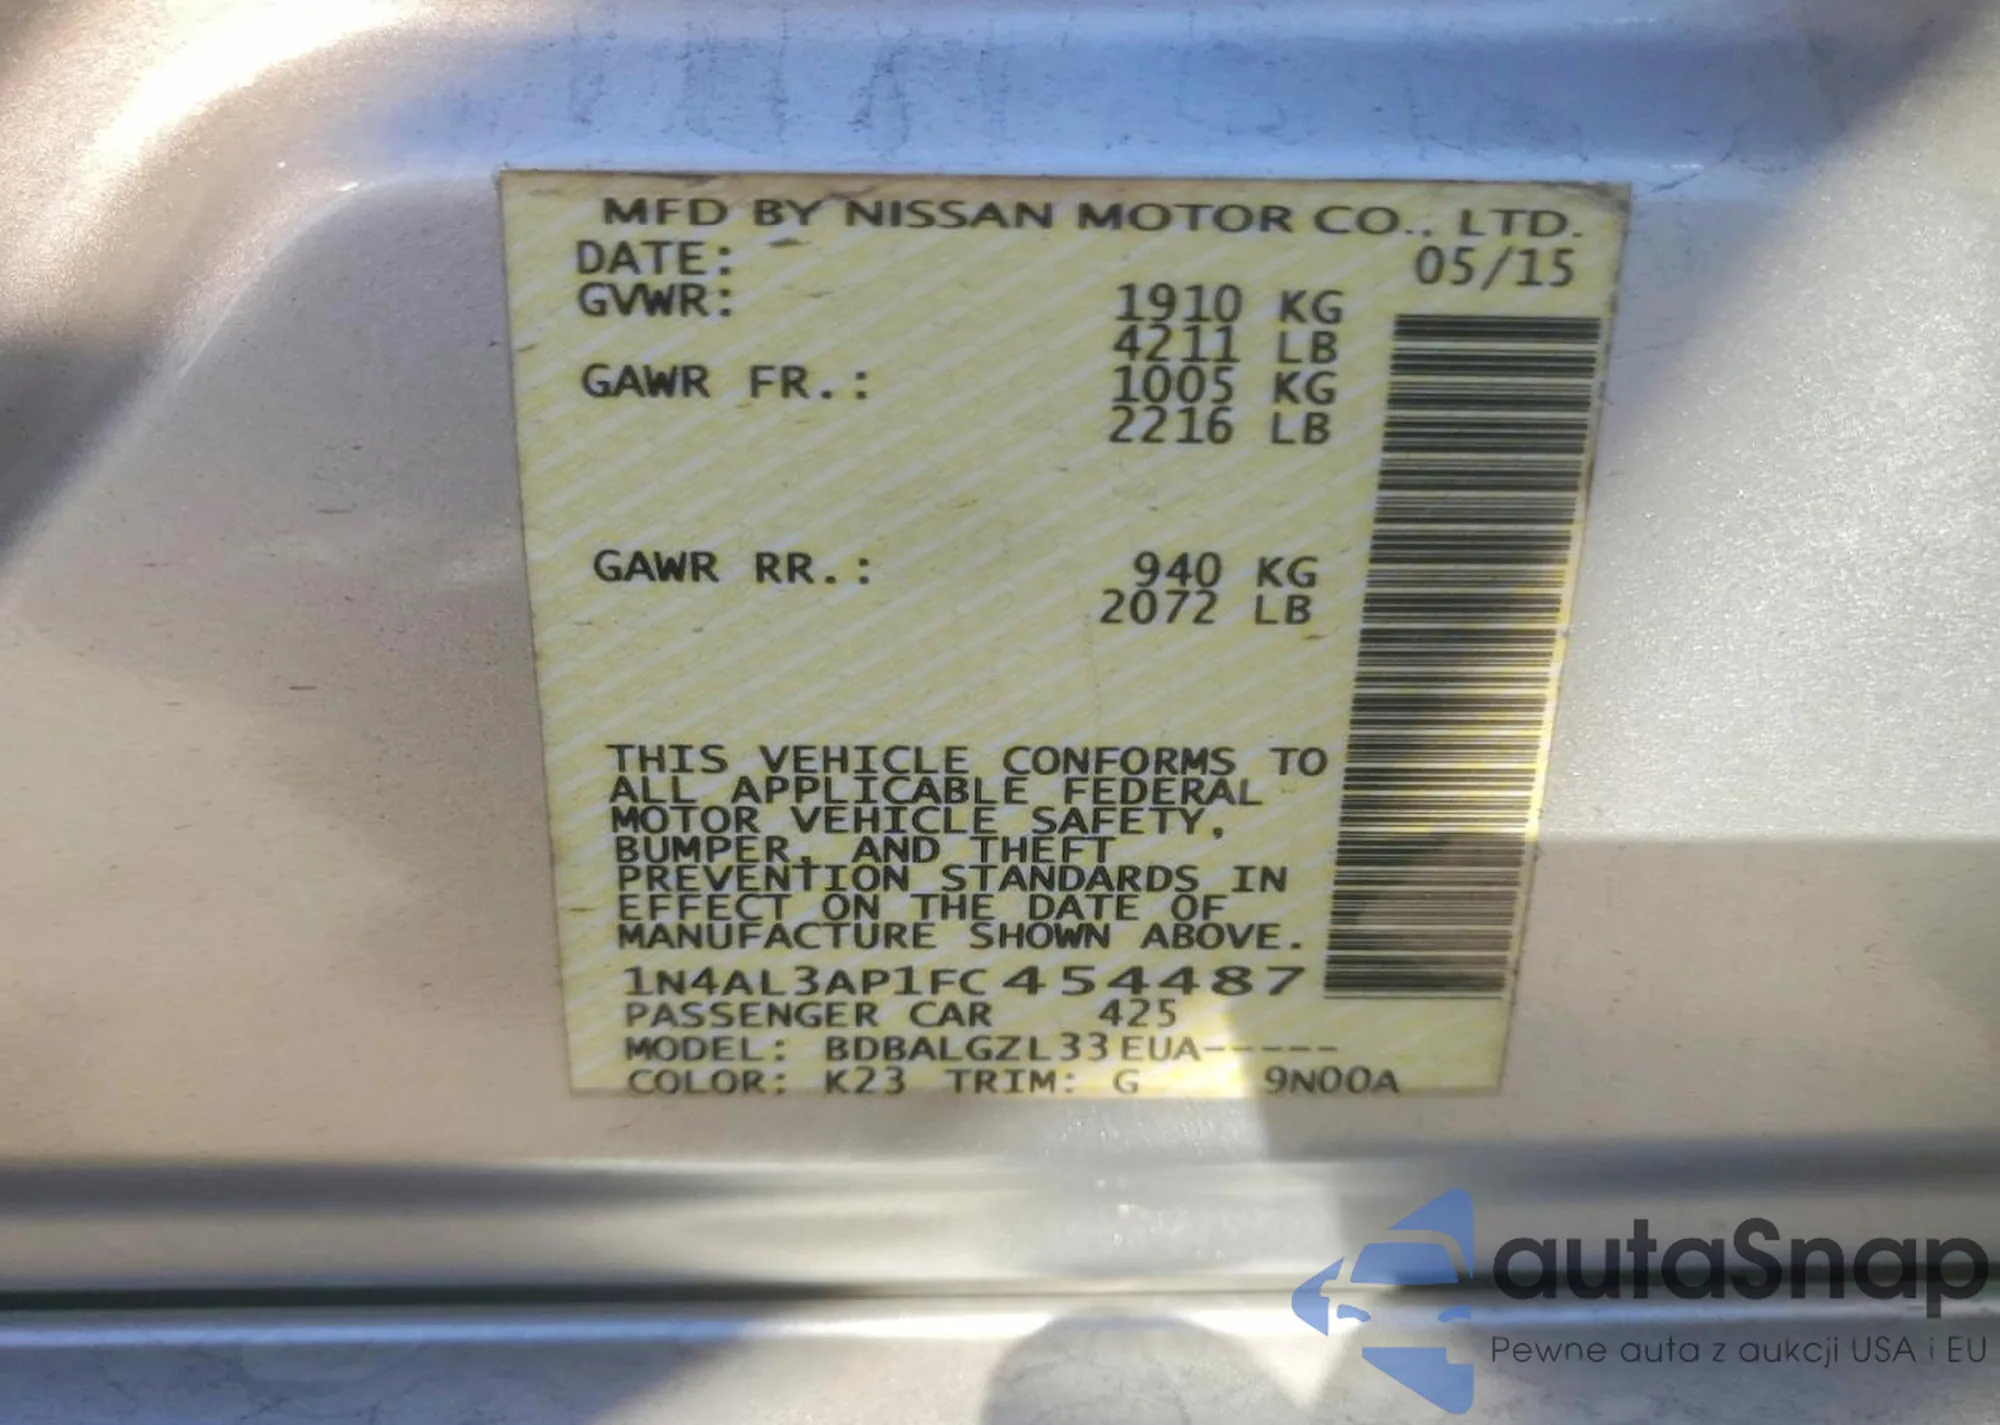 MFD BY NISSAN MOTOR CO., LTD.
DATE: 05/15
GVWR: 1910 KG
4211 LB
GAWR FR.: 1005 KG
2216 LB
GAWR RR.: 940 KG
2072 LB
THIS VEHICLE CONFORMS TO
ALL APPLICABLE FEDERAL
MOTOR VEHICLE SAFETY,
BUMPER, AND THEFT
PREVENTION STANDARDS IN
EFFECT ON THE DATE OF
MANUFACTURE SHOWN ABOVE.
1N4AL3AP1FC454487
PASSENGER CAR 425
MODEL: BDBALGZL33EUA-----
COLOR: K23 TRIM: G 9N00A
autaSnap
Pewne auta z aukcji USA i EU